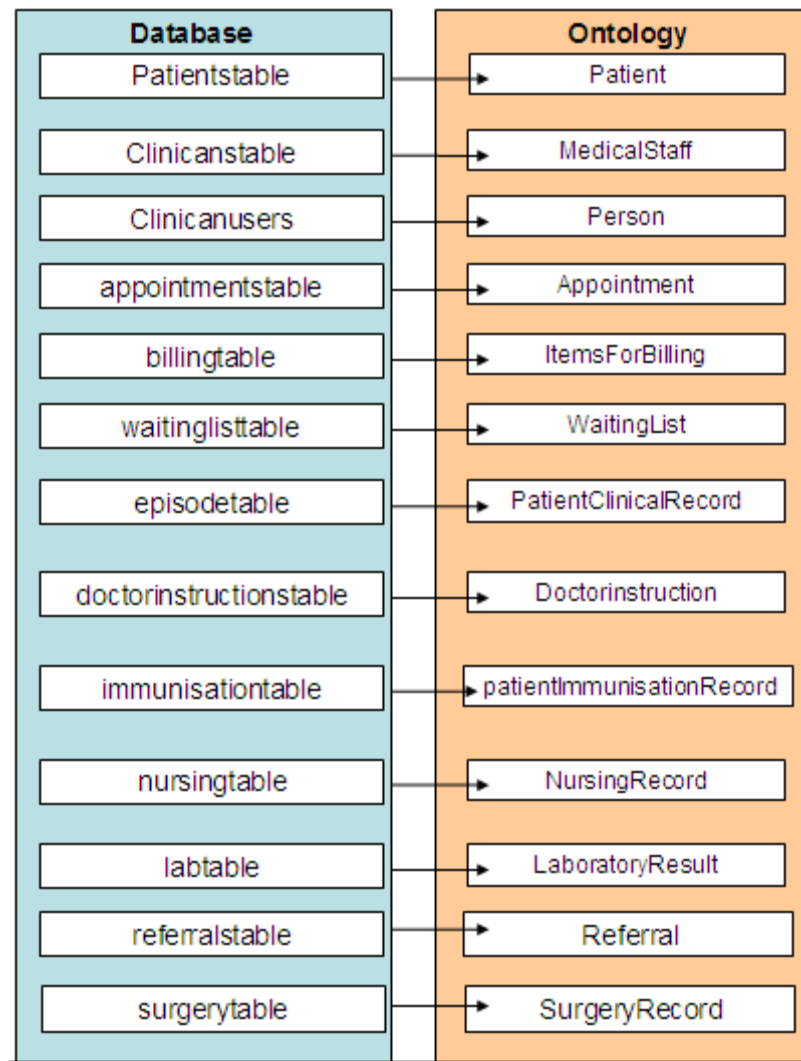 Database
Ontology
Patientstable
Patient
Clinicanstable
MedicalStaff
Clinicanusers
Person
appointmentstable
Appointment
billingtable
ItemsForBilling
waitinglisttable
WaitingList
episodetable
PatientClinicalRecord
doctorinstructionstable
Doctorinstruction
immunisationtable
patientImmunisationRecord
nursingtable
NursingRecord
labtable
LaboratoryResult
referralstable
Referral
surgerytable
SurgeryRecord